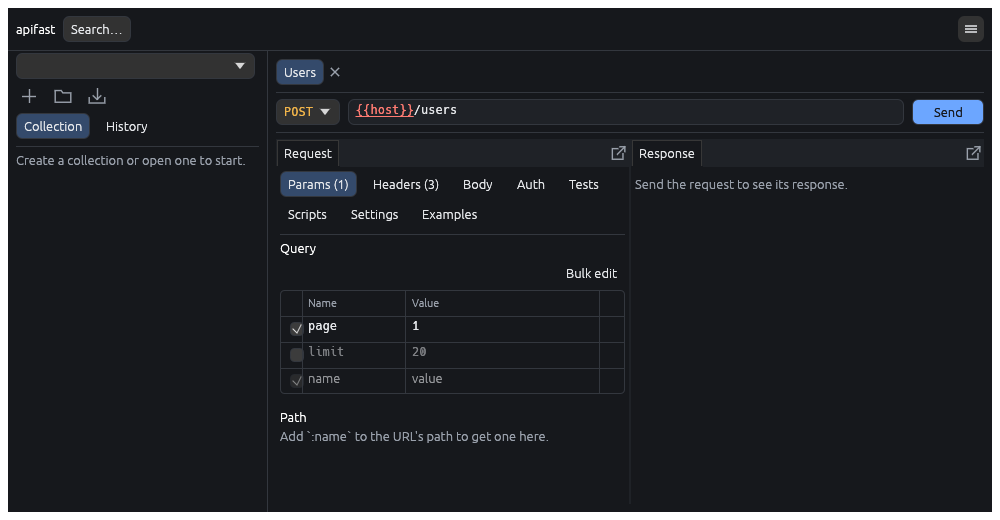 apifast Search…
Users
POST {{host}}/users Send
Collection History
Create a collection or open one to start.
Request
Params (1) Headers (3) Body Auth Tests
Scripts Settings Examples
Query
Bulk edit
Name Value
page 1
limit 20
name value
Path
Add `:name` to the URL's path to get one here.
Response
Send the request to see its response.